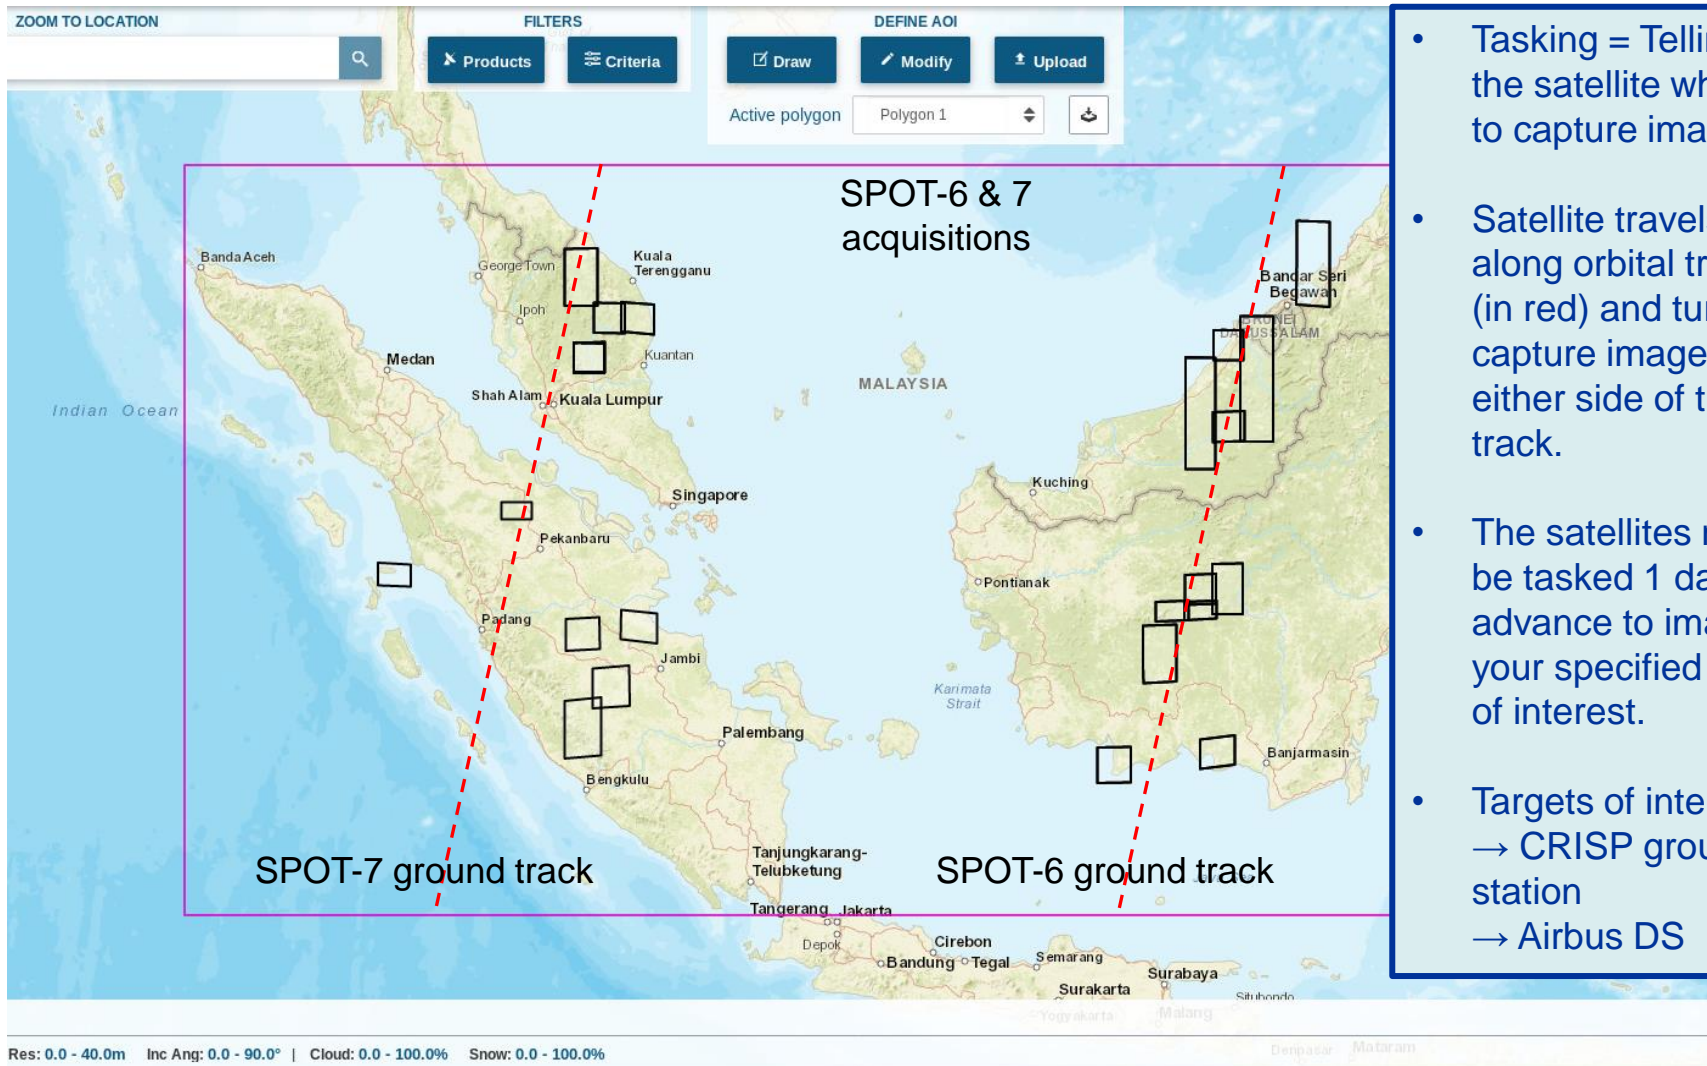 ZOOM TO LOCATION
FILTERS
DEFINE AOI
Products
Criteria
Draw
Modify
Upload
Active polygon
Polygon 1
SPOT-6 & 7
acquisitions
Banda Aceh
George Town
Kuala
Terengganu
Ipoh
Medan
Kuantan
Shah Alam
Kuala Lumpur
MALAYSIA
Indian Ocean
Bandar Seri
Begawan
BRUNEI
DARUSSALAM
Kuching
Singapore
Pekanbaru
Pontianak
Padang
Jambi
Karimata
Strait
Palembang
Banjarmasin
Bengkulu
SPOT-7 ground track
Tanjungkarang-
Telubketung
SPOT-6 ground track
Tangerang
Jakarta
Depok
Cirebon
Bandung
Tegal
Semarang
Surabaya
Surakarta
Situbondo
Yogyakarta
Malang
Denpasar
Mataram
• Tasking = Telli
the satellite wh
to capture ima
• Satellite travel
along orbital tr
(in red) and tu
capture image
either side of t
track.
• The satellites
be tasked 1 da
advance to ima
your specified
of interest.
• Targets of inte
→ CRISP grou
station
→ Airbus DS
Res: 0.0 - 40.0m Inc Ang: 0.0 - 90.0° | Cloud: 0.0 - 100.0% Snow: 0.0 - 100.0%